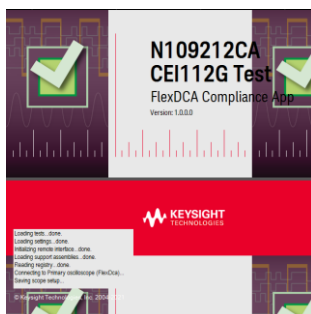 N109212CA
CEI112G Test
FlexDCA Compliance App
Version: 1.0.0.0
KEYSIGHT
TECHNOLOGIES
Loading tests...done.
Loading settings...done.
Initializing remote interface...done.
Loading support assemblies...done.
Reading registry...done.
Connecting to Primary oscilloscope (FlexDca)...
Saving scope setup...
© Keysight Technologies, Inc. 2004